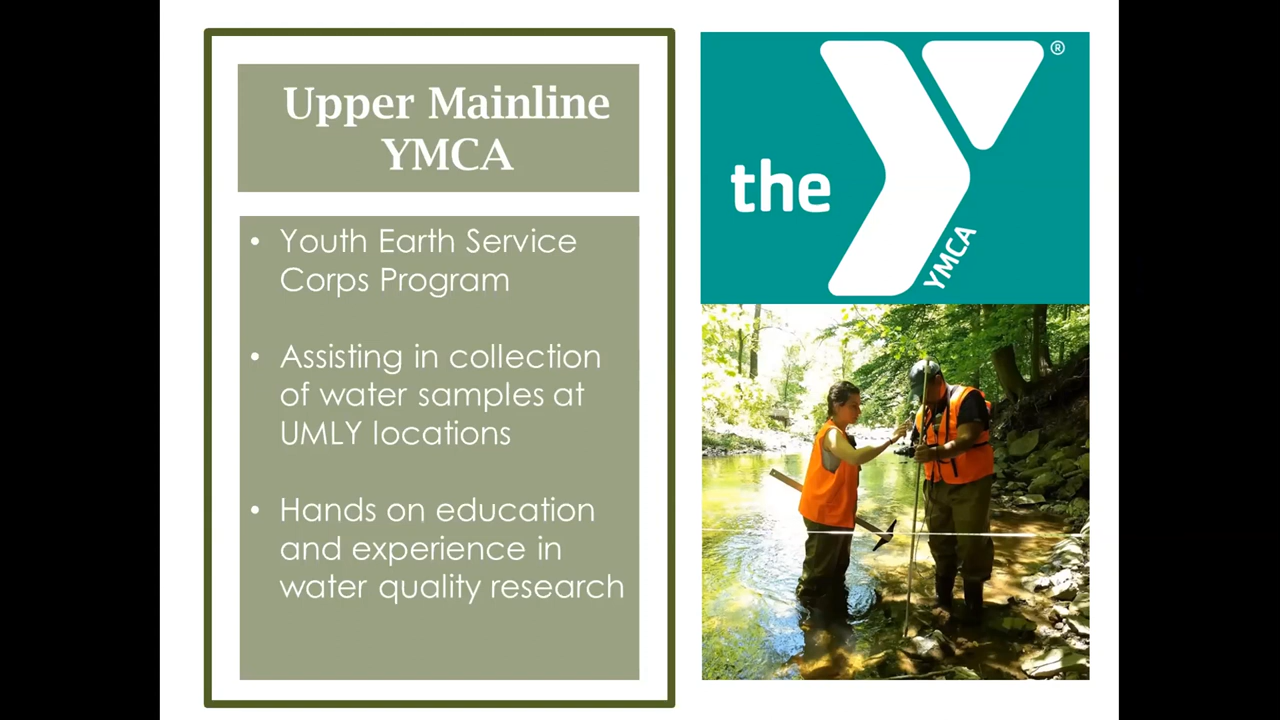 Upper Mainline
YMCA
• Youth Earth Service
Corps Program
• Assisting in collection
of water samples at
UMLY locations
• Hands on education
and experience in
water quality research
the
YMCA
®